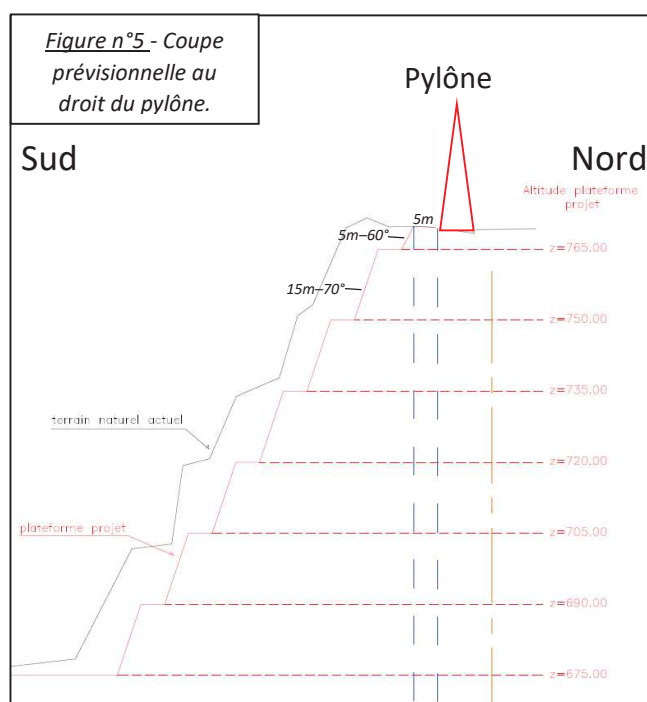 Figure n°5 - Coupe
prévisionnelle au
droit du pylône.
Pylône
Sud
Nord
Altitude plateforme
projet
5m
5m–60°
z=765.00
15m–70°
z=750.00
z=735.00
terrain naturel actuel
z=720.00
plateforme projet
z=705.00
z=690.00
z=675.00